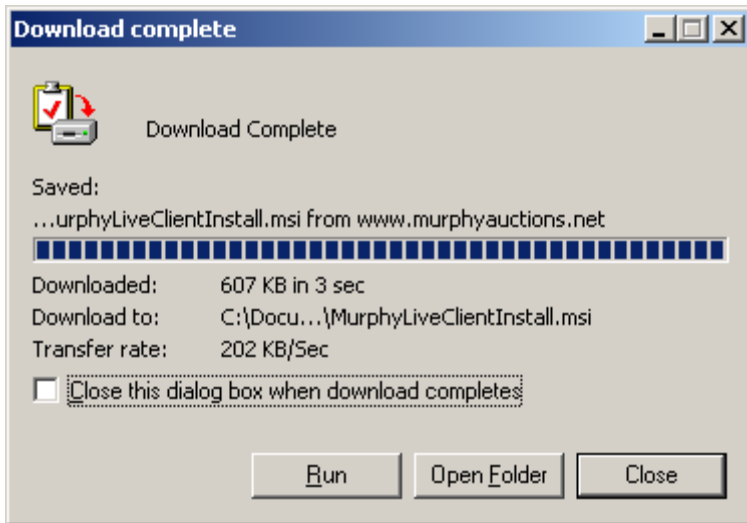 Download complete
Download Complete
Saved:
...urphyLiveClientInstall.msi from www.murphyauctions.net
Downloaded: 607 KB in 3 sec
Download to: C:\Docu...\MurphyLiveClientInstall.msi
Transfer rate: 202 KB/Sec
Close this dialog box when download completes
Run Open Folder Close